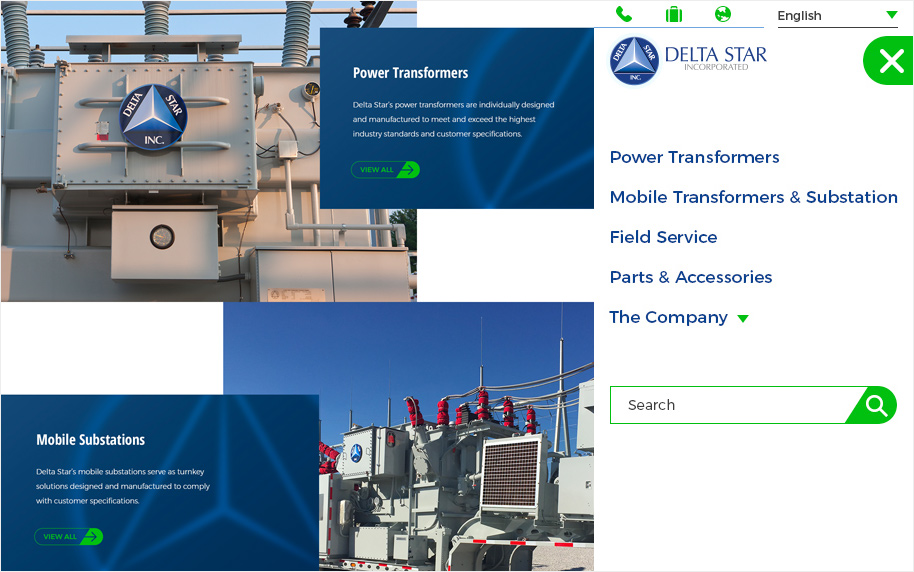 DELTA
STAR
INC.
Power Transformers
Delta Star's power transformers are individually designed
and manufactured to meet and exceed the highest
industry standards and customer specifications.
VIEW ALL
Mobile Substations
Delta Star's mobile substations serve as turnkey
solutions designed and manufactured to comply
with customer specifications.
VIEW ALL
English
DELTA
STAR
INC.
DELTA STAR
INCORPORATED
Power Transformers
Mobile Transformers & Substation
Field Service
Parts & Accessories
The Company
Search